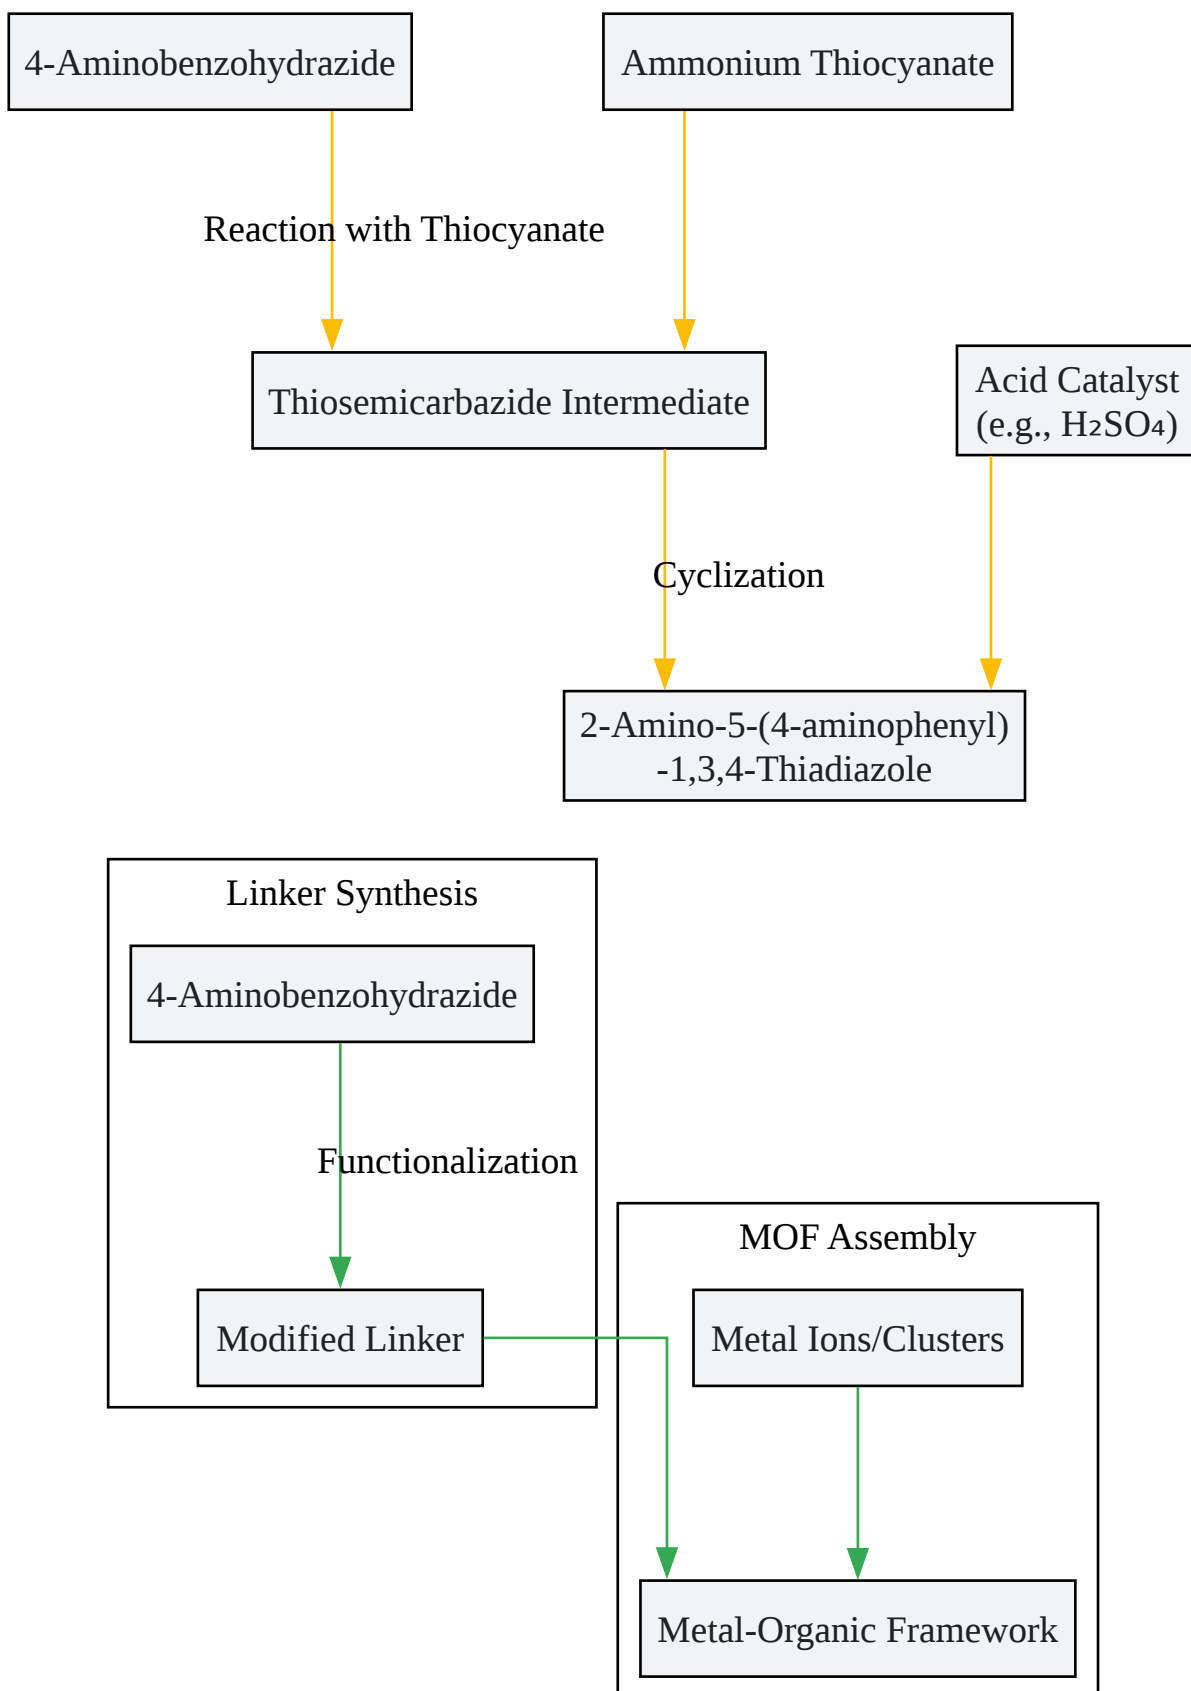 4-Aminobenzohydrazide
Ammonium Thiocyanate
Reaction with Thiocyanate
Thiosemicarbazide Intermediate
Acid Catalyst
(e.g., H₂SO₄)
Cyclization
2-Amino-5-(4-aminophenyl)
-1,3,4-Thiadiazole
Linker Synthesis
4-Aminobenzohydrazide
Functionalization
Modified Linker
MOF Assembly
Metal Ions/Clusters
Metal-Organic Framework